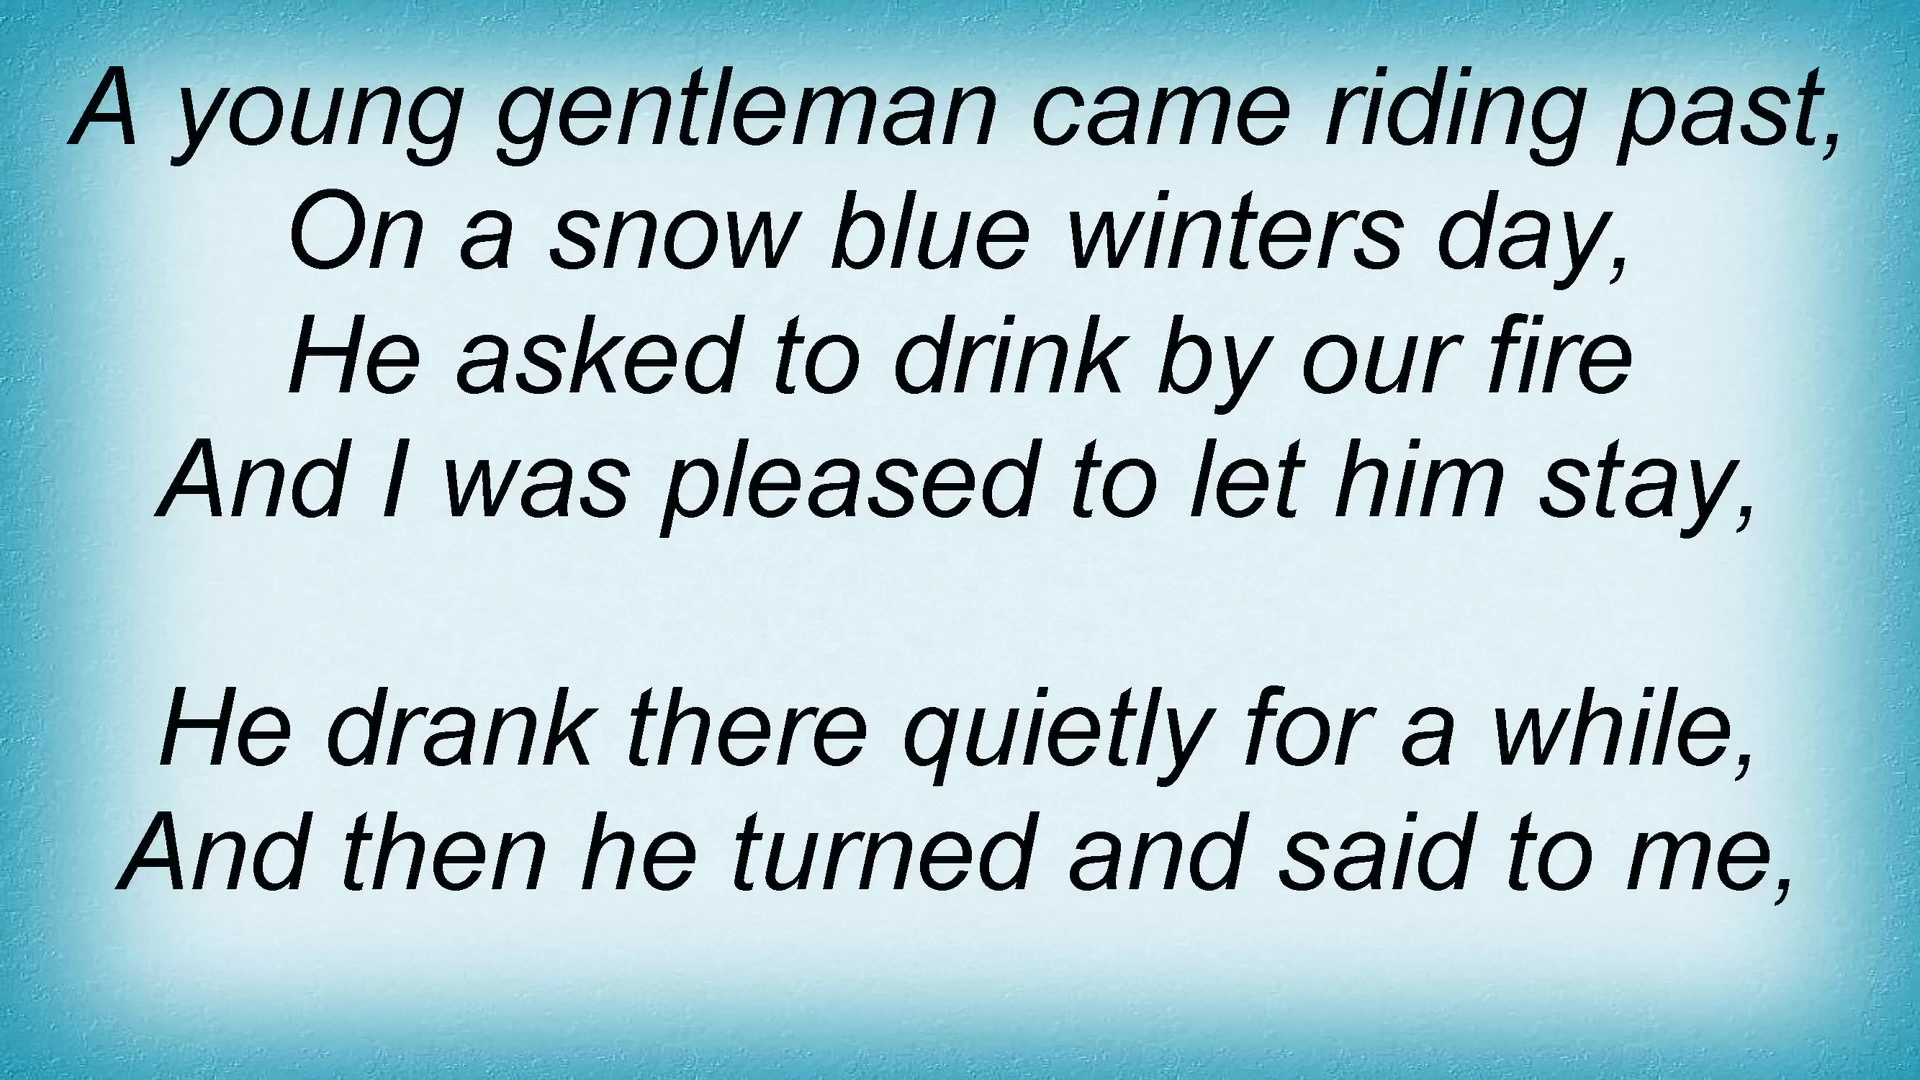 A young gentleman came riding past,
On a snow blue winters day,
He asked to drink by our fire
And I was pleased to let him stay,
He drank there quietly for a while,
And then he turned and said to me,